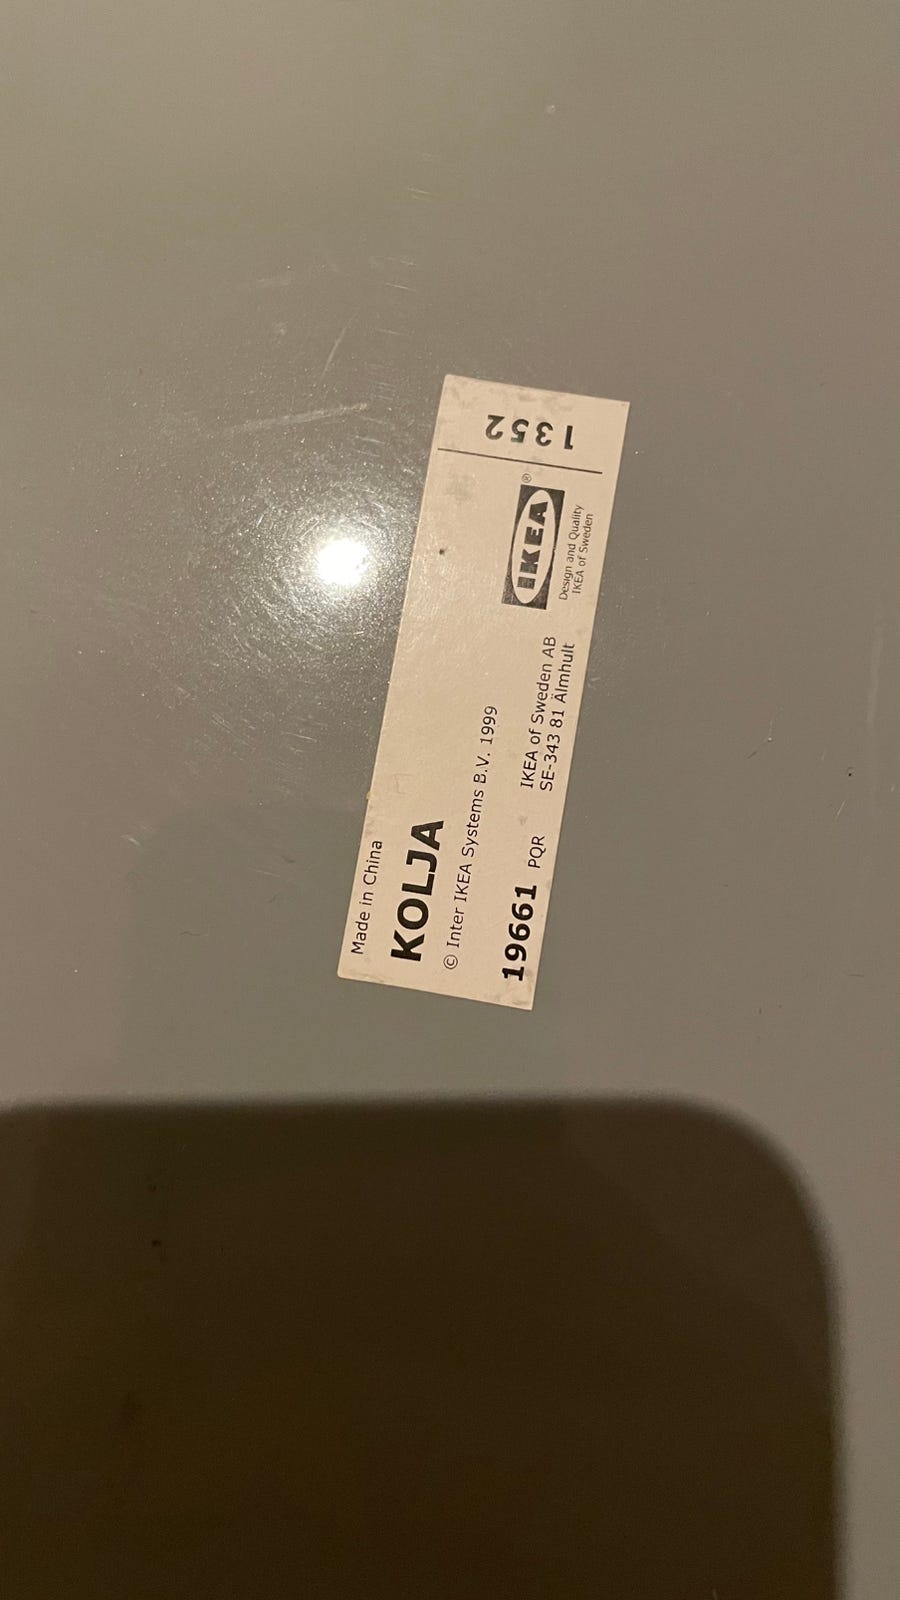 Made in China
KOLJA
© Inter IKEA Systems B.V. 1999
19661 PQR
IKEA of Sweden AB
SE-343 81 Älmhult
IKEA®
Design and Quality
IKEA of Sweden
1352